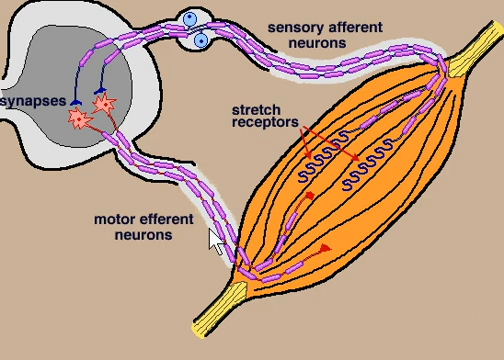 sensory afferent
neurons
synapses
stretch
receptors
motor efferent
neurons